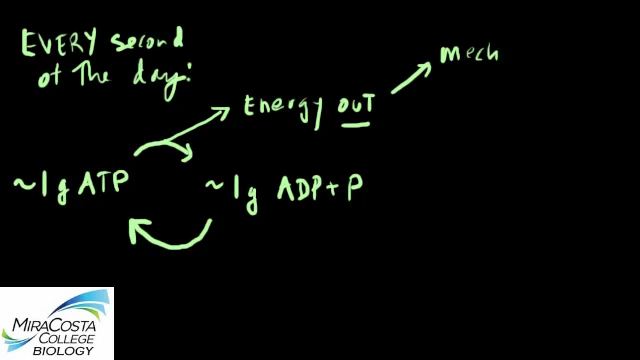 EVERY second
of The day:
mech
Energy ouT
~1g ATP
~1g ADP + P
MIRACOSTA
COLLEGE
BIOLOGY